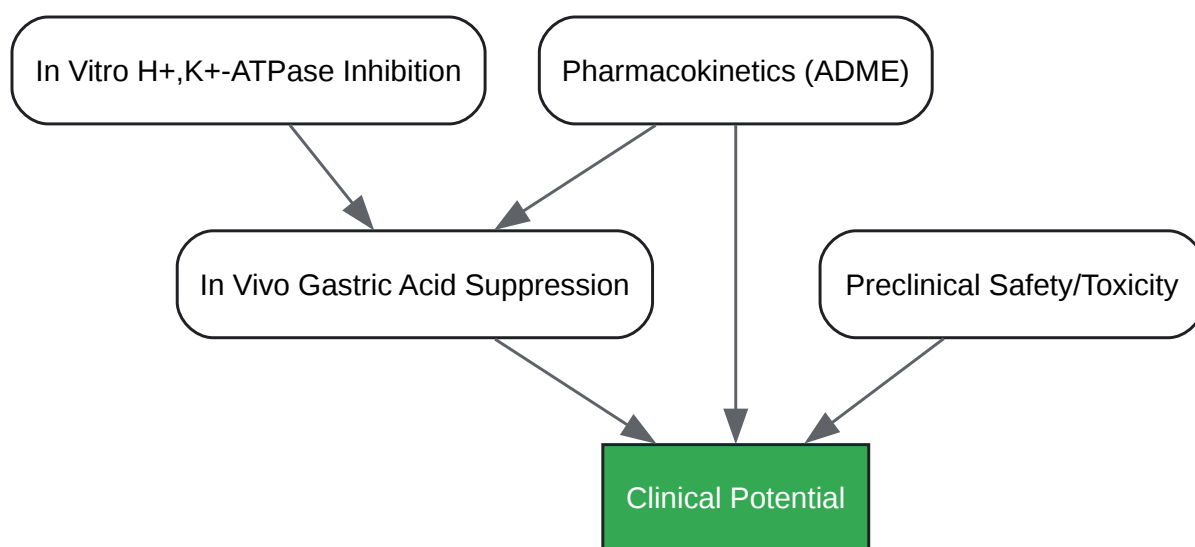 In Vitro H+,K+-ATPase Inhibition
Pharmacokinetics (ADME)
In Vivo Gastric Acid Suppression
Preclinical Safety/Toxicity
Clinical Potential